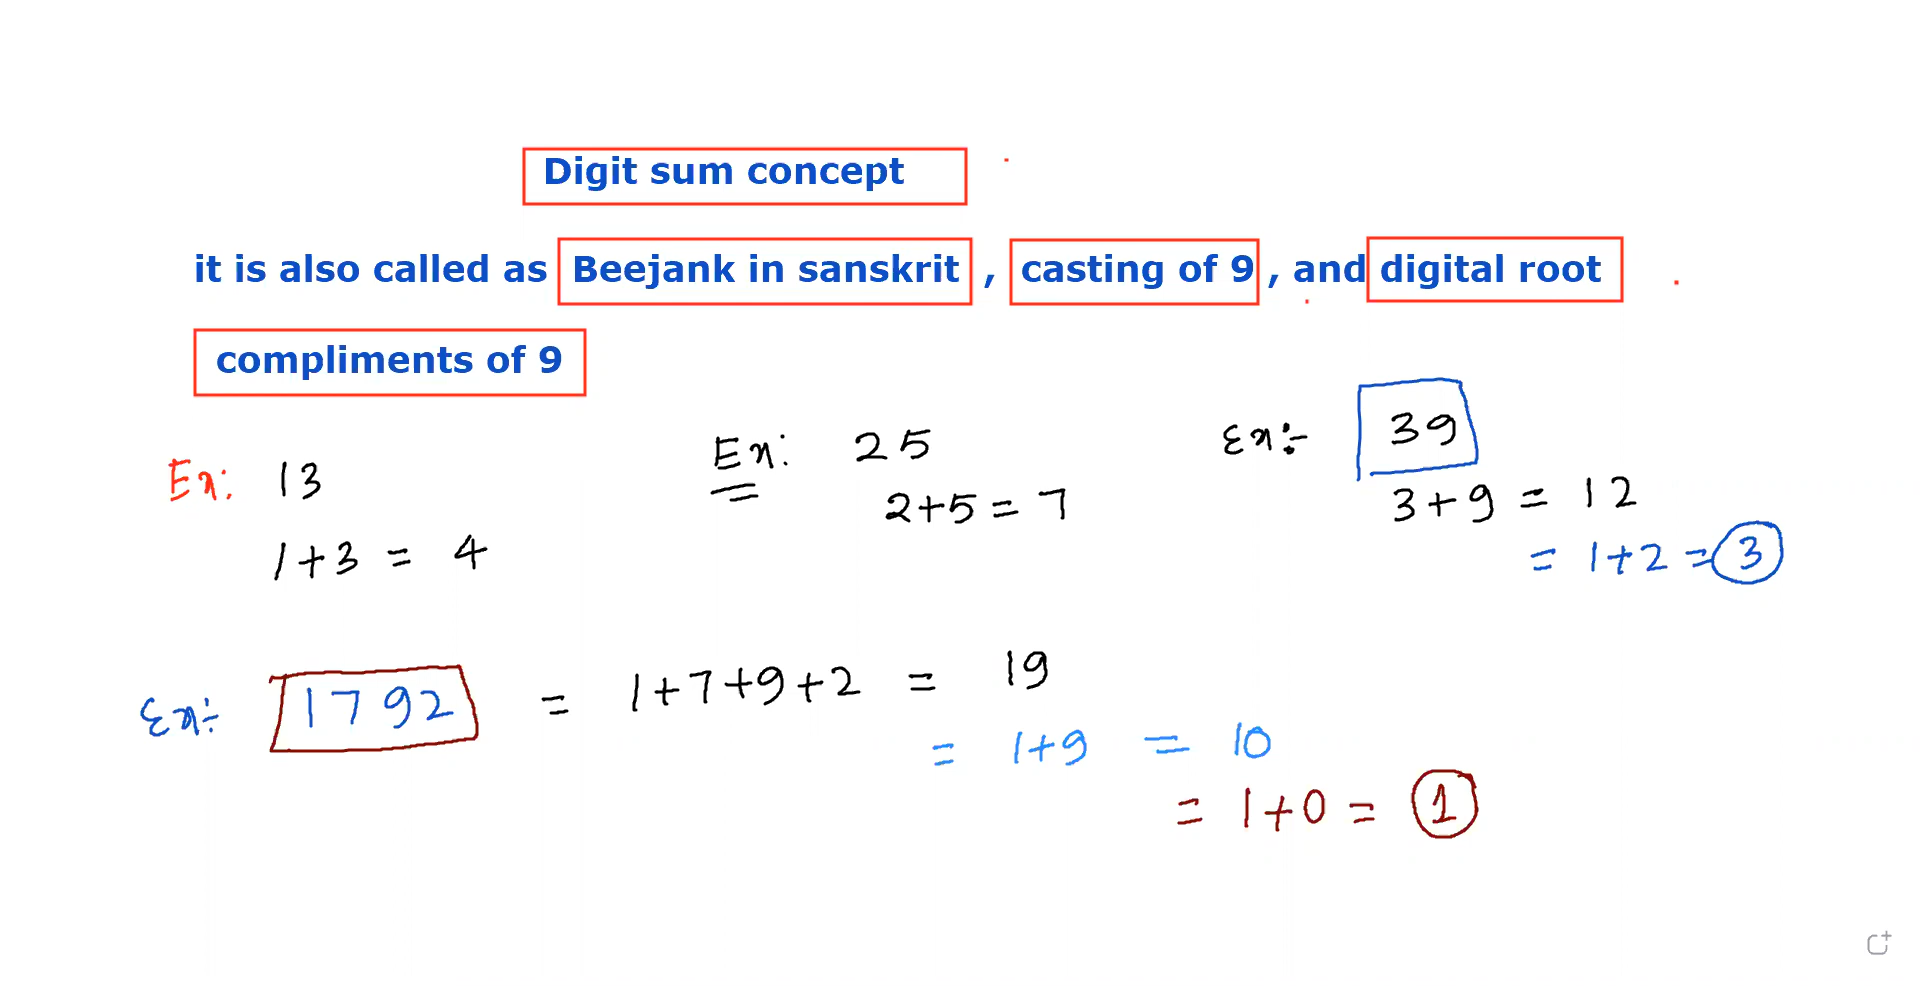 Digit sum concept
it is also called as Beejank in sanskrit , casting of 9 , and digital root
compliments of 9
Ex: 13
1+3 = 4
Ex: 25
2+5 = 7
Ex:- 39
3+9 = 12
= 1+2 = 3
Ex:- 1792 = 1+7+9+2 = 19
= 1+9 = 10
= 1+0 = 1